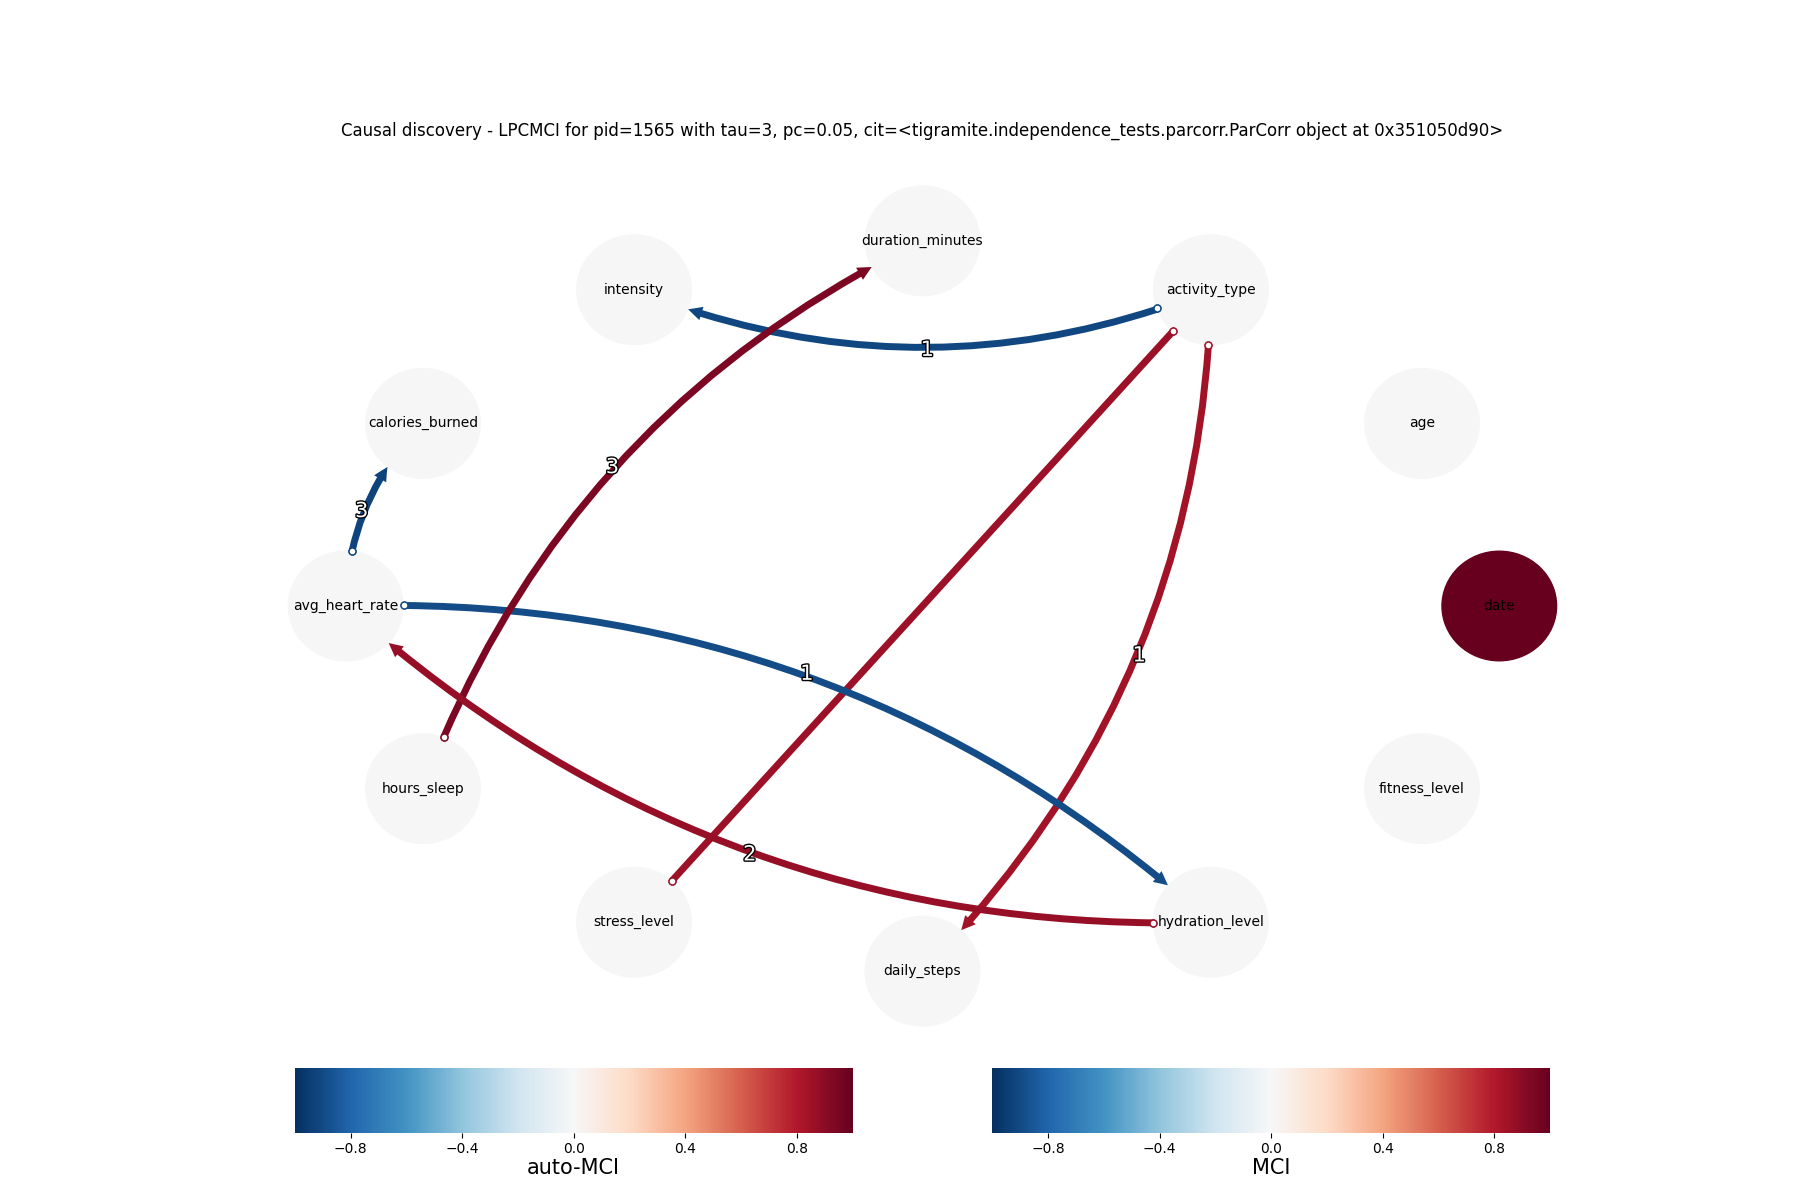 Causal discovery - LPCMCI for pid=1565 with tau=3, pc=0.05, cit=<tigramite.independence_tests.parcorr.ParCorr object at 0x351050d90>
duration_minutes
intensity
activity_type
1
calories_burned
age
3
3
avg_heart_rate
date
1
1
hours_sleep
fitness_level
2
stress_level
hydration_level
daily_steps
−0.8 −0.4 0.0 0.4 0.8
auto-MCI
−0.8 −0.4 0.0 0.4 0.8
MCI